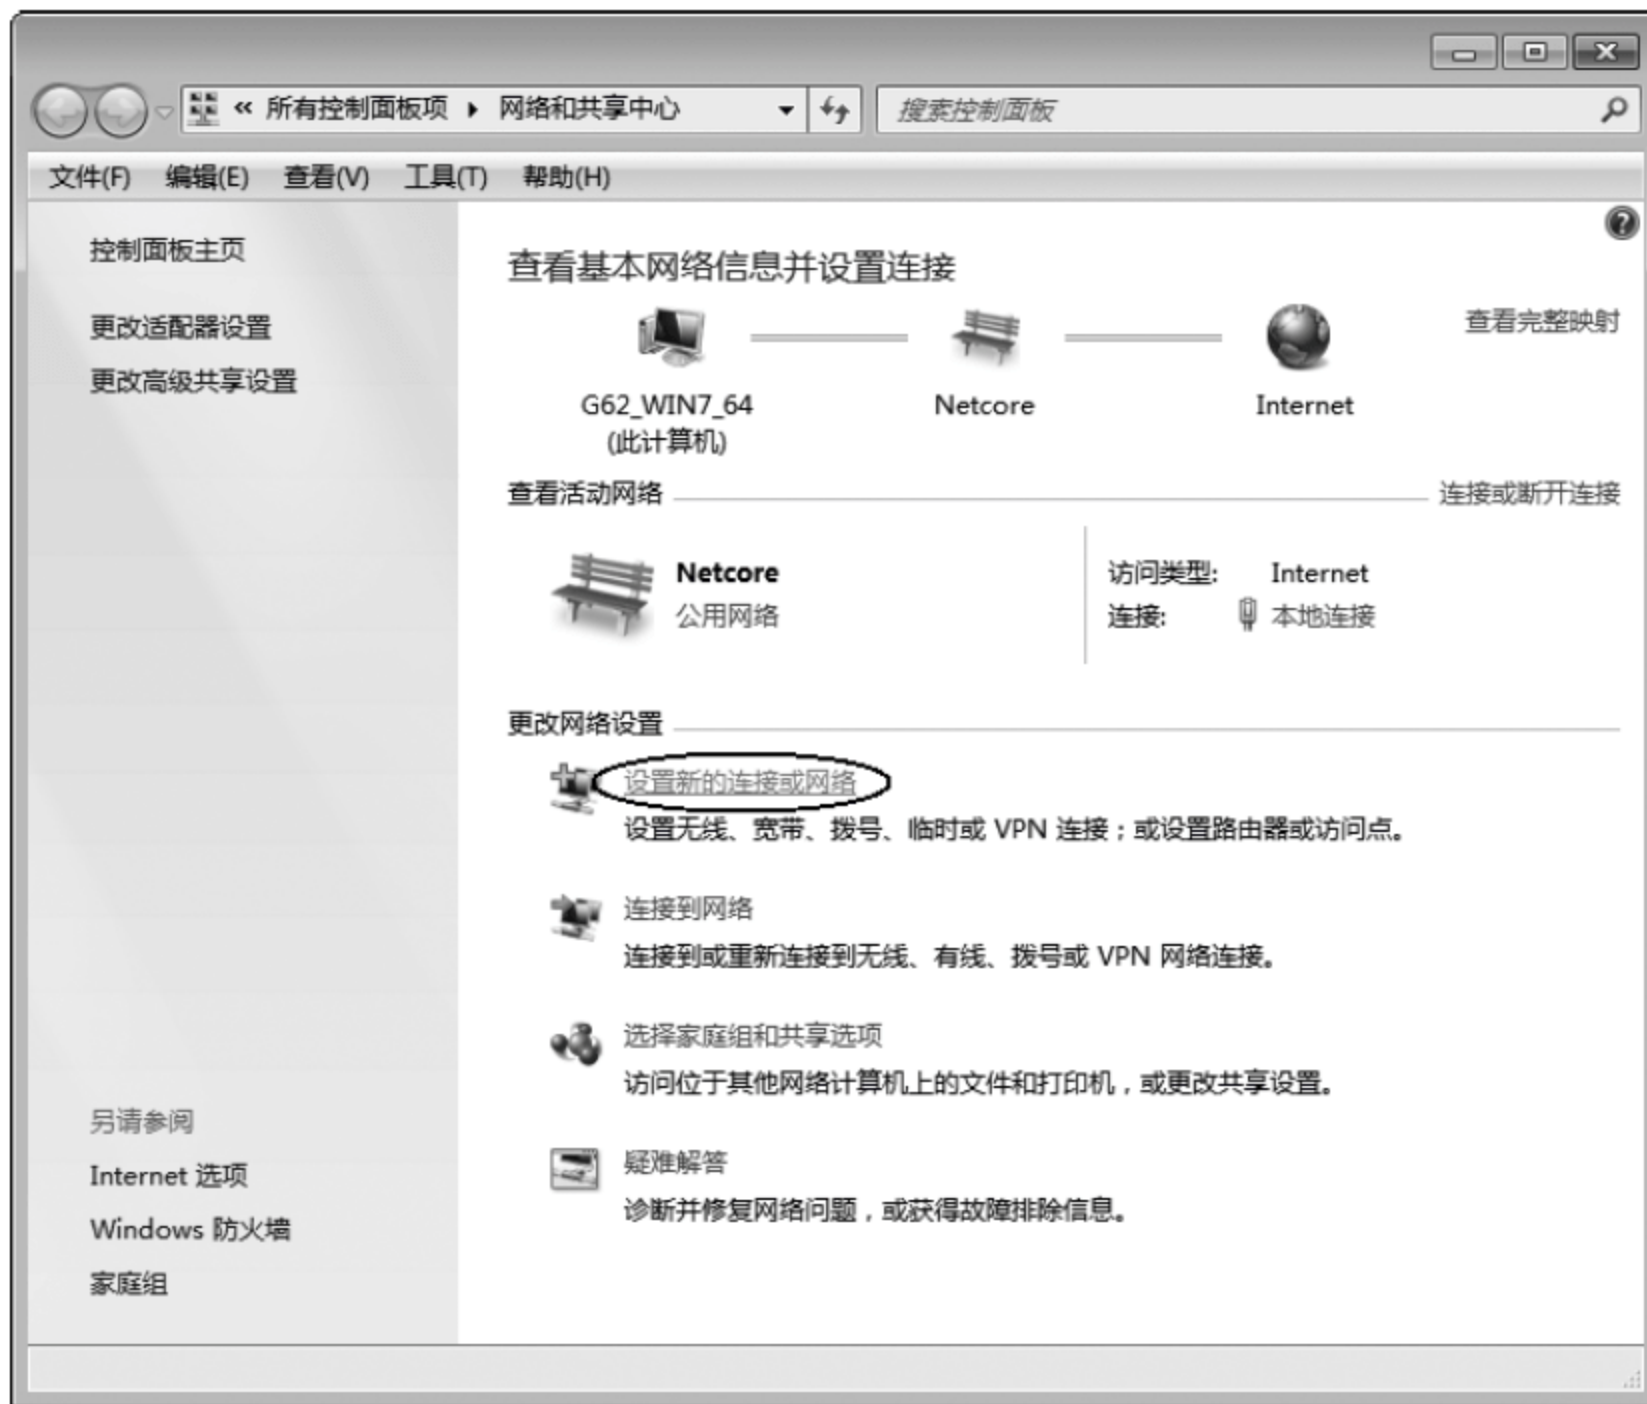 « 所有控制面板项 ▸ 网络和共享中心
搜索控制面板
文件(F) 编辑(E) 查看(V) 工具(T) 帮助(H)
控制面板主页
更改适配器设置
更改高级共享设置
查看基本网络信息并设置连接
查看完整映射
G62_WIN7_64
(此计算机)
Netcore
Internet
查看活动网络
连接或断开连接
Netcore
公用网络
访问类型: Internet
连接: 本地连接
更改网络设置
设置新的连接或网络
设置无线、宽带、拨号、临时或 VPN 连接；或设置路由器或访问点。
连接到网络
连接到或重新连接到无线、有线、拨号或 VPN 网络连接。
选择家庭组和共享选项
访问位于其他网络计算机上的文件和打印机，或更改共享设置。
疑难解答
诊断并修复网络问题，或获得故障排除信息。
另请参阅
Internet 选项
Windows 防火墙
家庭组